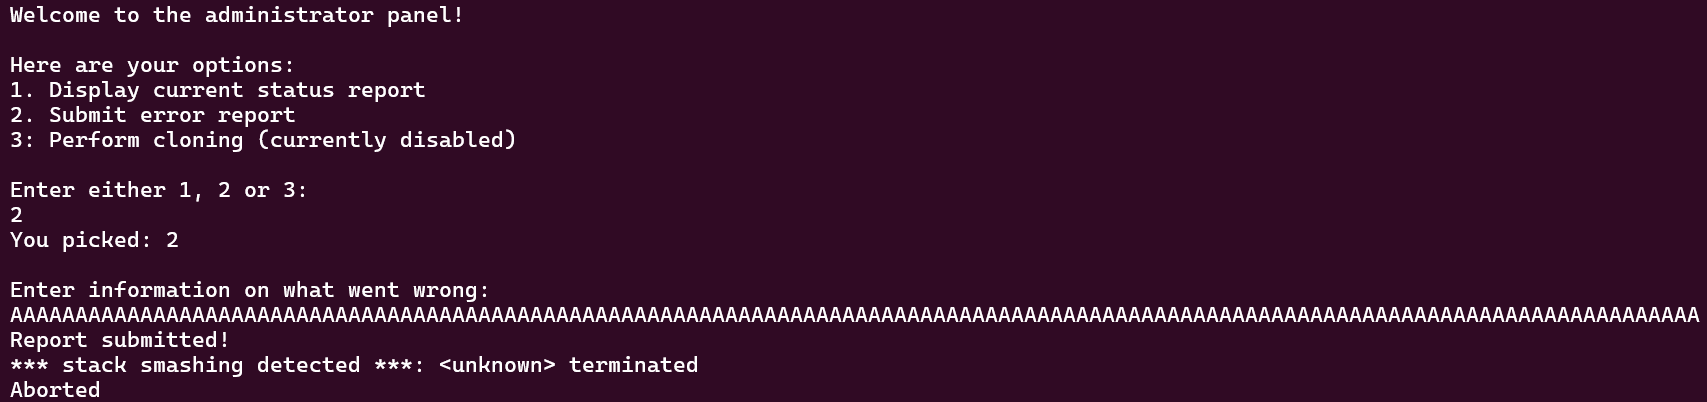 Welcome to the administrator panel!
Here are your options:
1. Display current status report
2. Submit error report
3: Perform cloning (currently disabled)
Enter either 1, 2 or 3:
2
You picked: 2
Enter information on what went wrong:
AAAAAAAAAAAAAAAAAAAAAAAAAAAAAAAAAAAAAAAAAAAAAAAAAAAAAAAAAAAAAAAAAAAAAAAAAAAAAAAAAAAAAAAAAAAAAAAAAAAAAAAAAAAAAAAAAAAAAAAAAAAAAAAAAA
Report submitted!
*** stack smashing detected ***: <unknown> terminated
Aborted